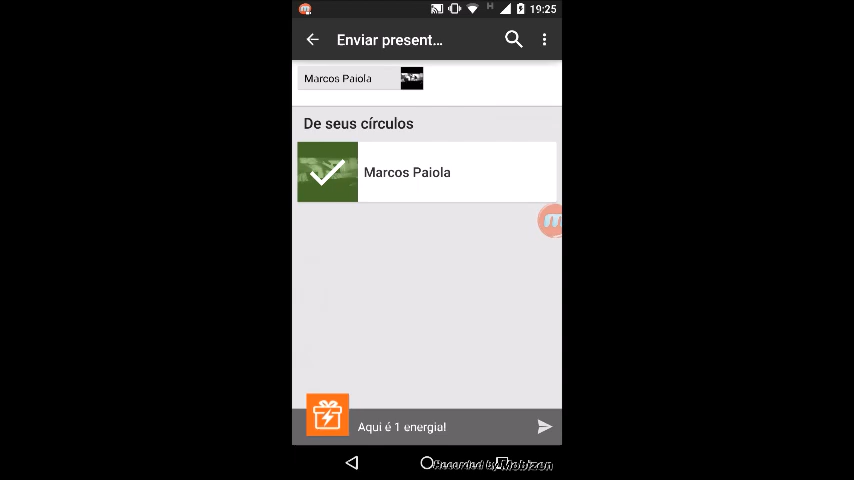 19:25
Enviar present...
Marcos Paiola
De seus círculos
Marcos Paiola
Aqui é 1 energia!
Recorded by Mobizen